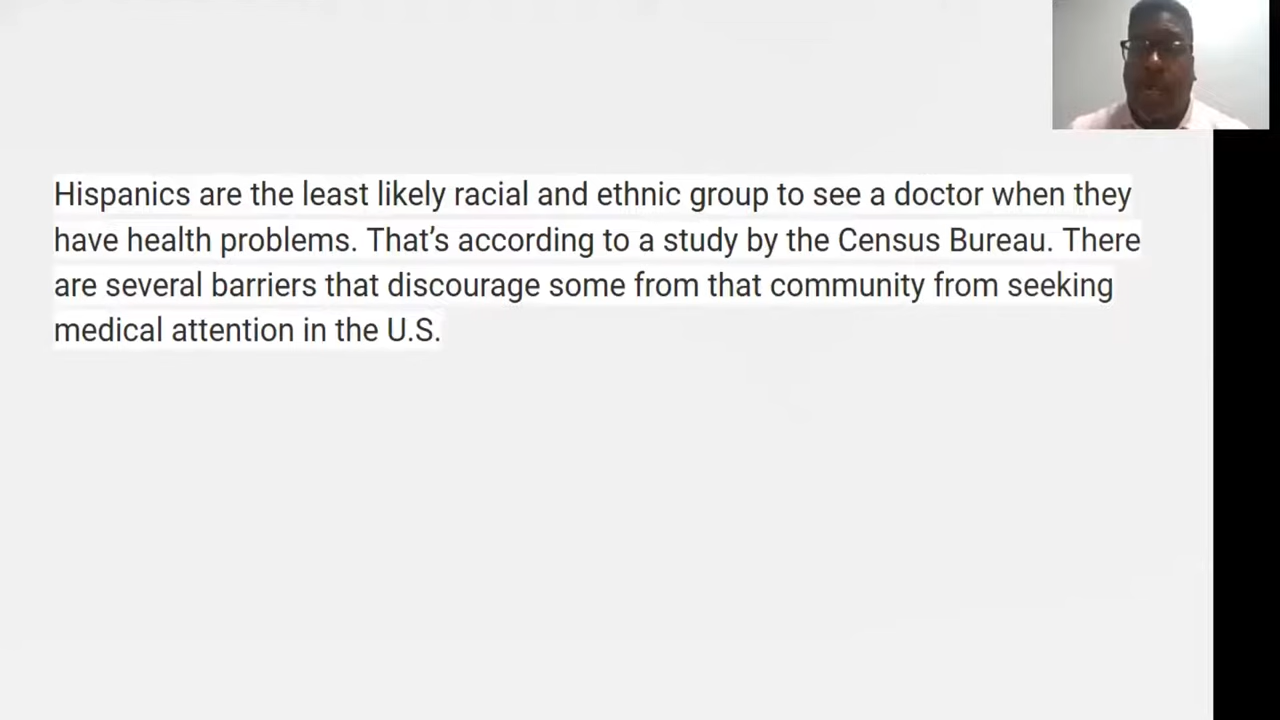 Hispanics are the least likely racial and ethnic group to see a doctor when they
have health problems. That’s according to a study by the Census Bureau. There
are several barriers that discourage some from that community from seeking
medical attention in the U.S.